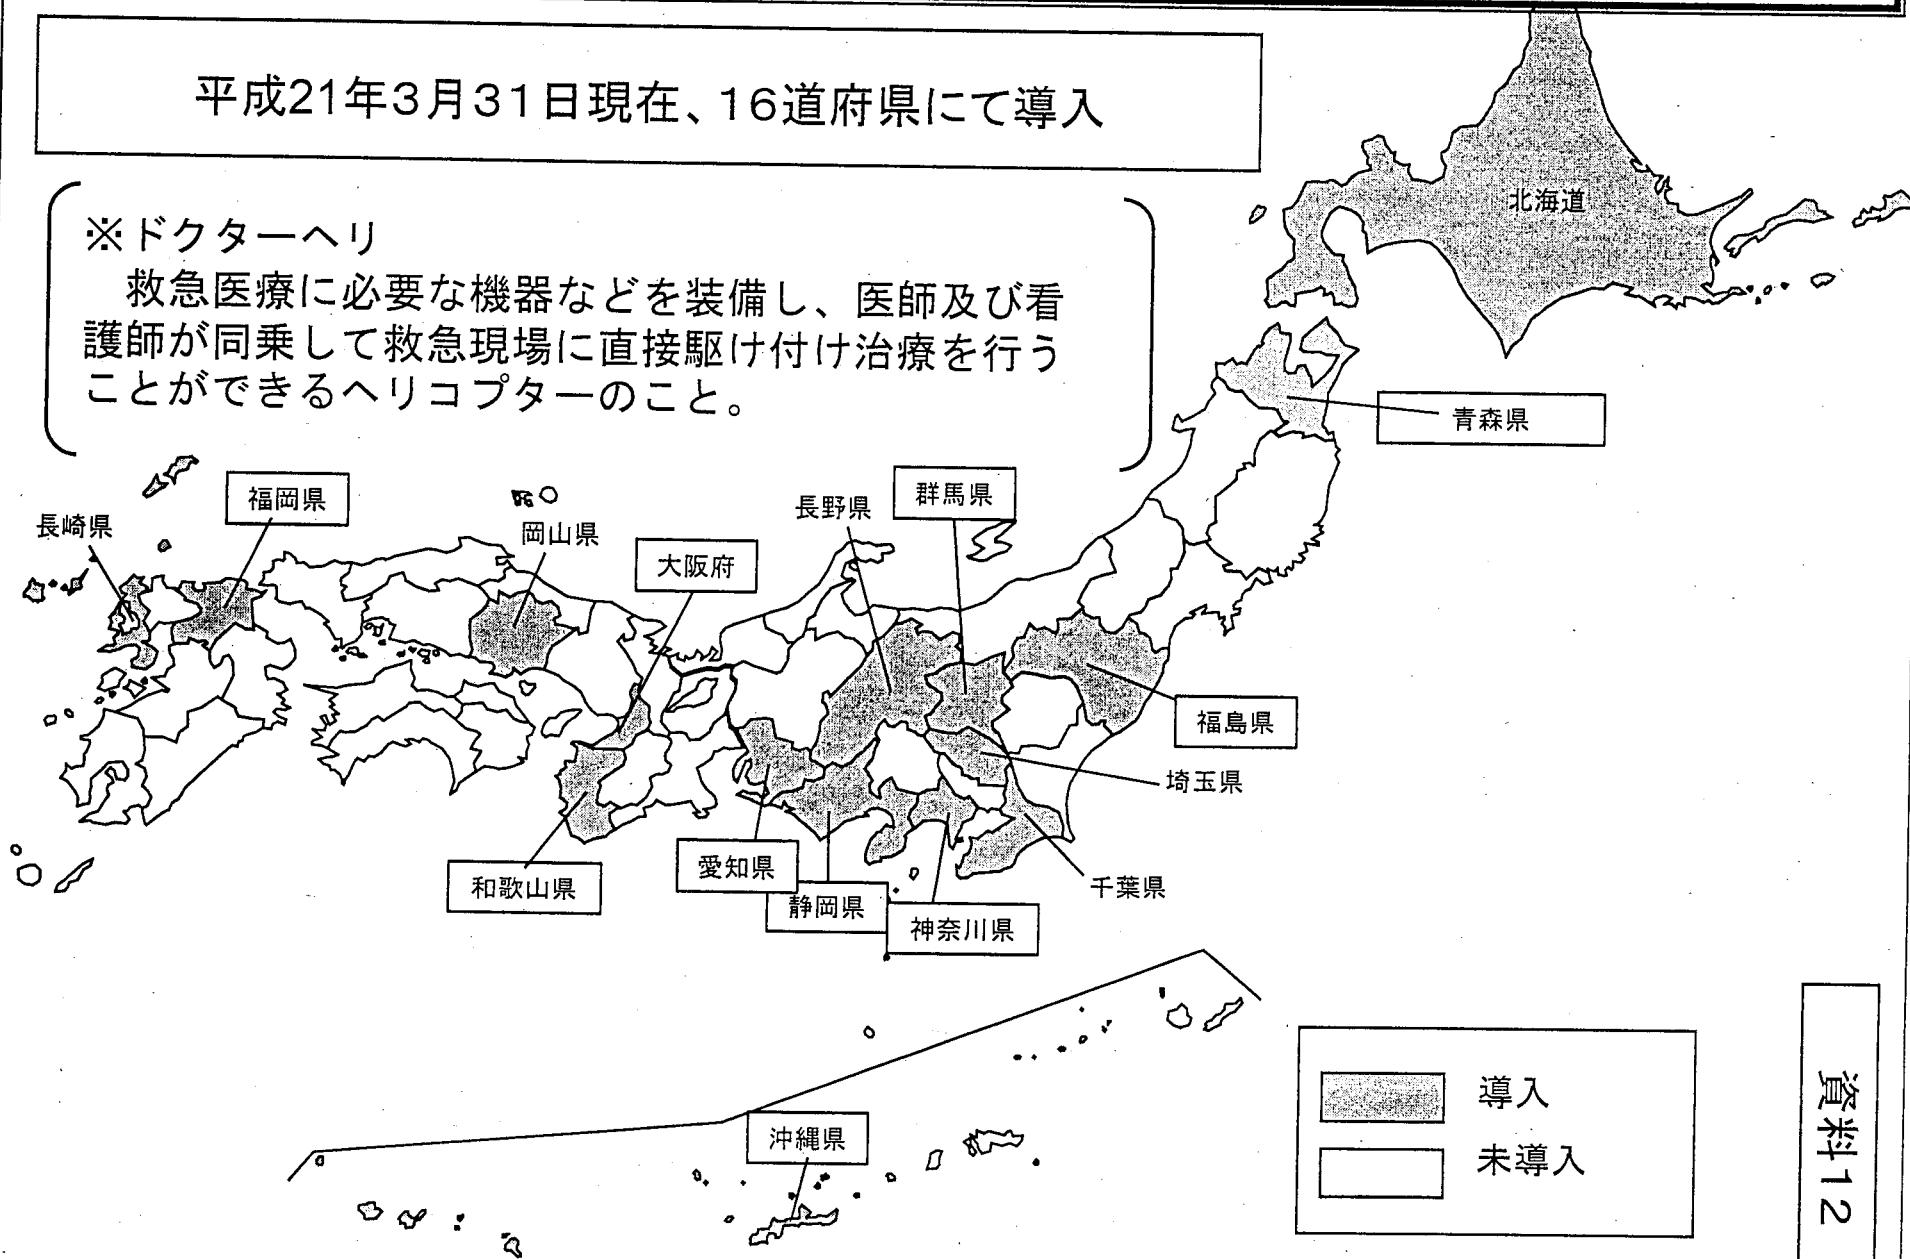 平成21年3月31日現在、16道府県にて導入
※ドクターヘリ
救急医療に必要な機器などを装備し、医師及び看
護師が同乗して救急現場に直接駆け付け治療を行う
ことができるヘリコプターのこと。
北海道
青森県
福岡県
長崎県
岡山県
大阪府
長野県
群馬県
福島県
埼玉県
千葉県
和歌山県
愛知県
静岡県
神奈川県
沖縄県
導入
未導入
資料12